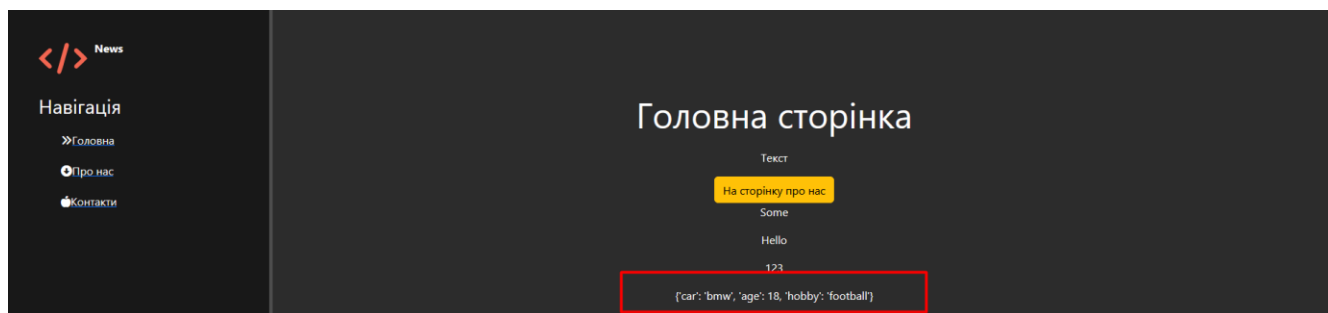 </> News
Навігація
Головна
Про нас
Контакти
Головна сторінка
Текст
На сторінку про нас
Some
Hello
123
{'car': 'bmw', 'age': 18, 'hobby': 'football'}